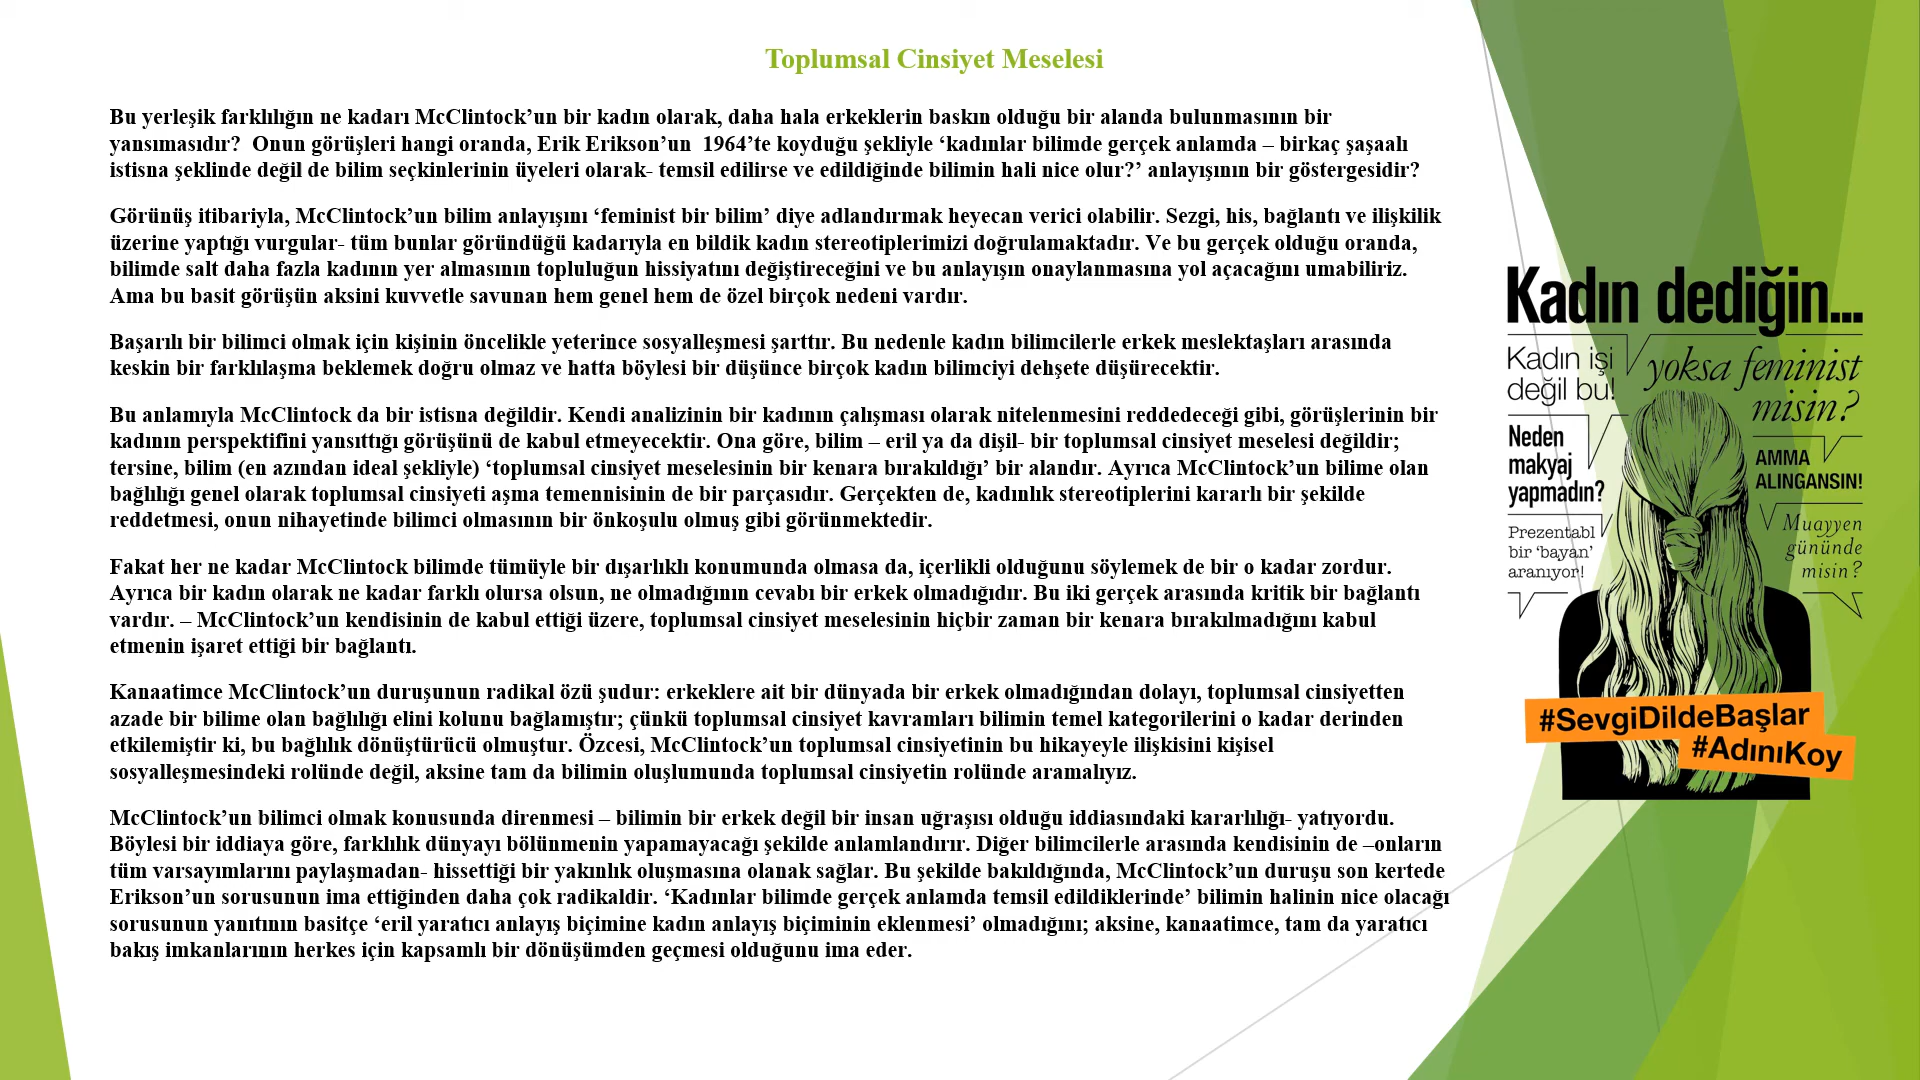 Toplumsal Cinsiyet Meselesi
Bu yerleşik farklılığın ne kadarı McClintock’un bir kadın olarak, daha hala erkeklerin baskın olduğu bir alanda bulunmasının bir
yansımasıdır?  Onun görüşleri hangi oranda, Erik Erikson’un  1964’te koyduğu şekliyle ‘kadınlar bilimde gerçek anlamda – birkaç şaşaalı
istisna şeklinde değil de bilim seçkinlerinin üyeleri olarak- temsil edilirse ve edildiğinde bilimin hali nice olur?’ anlayışının bir göstergesidir?
Görünüş itibariyla, McClintock’un bilim anlayışını ‘feminist bir bilim’ diye adlandırmak heyecan verici olabilir. Sezgi, his, bağlantı ve ilişkilik
üzerine yaptığı vurgular- tüm bunlar göründüğü kadarıyla en bildik kadın stereotiplerimizi doğrulamaktadır. Ve bu gerçek olduğu oranda,
bilimde salt daha fazla kadının yer almasının topluluğun hissiyatını değiştireceğini ve bu anlayışın onaylanmasına yol açacağını umabiliriz.
Ama bu basit görüşün aksini kuvvetle savunan hem genel hem de özel birçok nedeni vardır.
Başarılı bir bilimci olmak için kişinin öncelikle yeterince sosyalleşmesi şarttır. Bu nedenle kadın bilimcilerle erkek meslektaşları arasında
keskin bir farklılaşma beklemek doğru olmaz ve hatta böylesi bir düşünce birçok kadın bilimciyi dehşete düşürecektir.
Bu anlamıyla McClintock da bir istisna değildir. Kendi analizinin bir kadının çalışması olarak nitelenmesini reddedeceği gibi, görüşlerinin bir
kadının perspektifini yansıttığı görüşünü de kabul etmeyecektir. Ona göre, bilim – eril ya da dişil- bir toplumsal cinsiyet meselesi değildir;
tersine, bilim (en azından ideal şekliyle) ‘toplumsal cinsiyet meselesinin bir kenara bırakıldığı’ bir alandır. Ayrıca McClintock’un bilime olan
bağlılığı genel olarak toplumsal cinsiyeti aşma temennisinin de bir parçasıdır. Gerçekten de, kadınlık stereotiplerini kararlı bir şekilde
reddetmesi, onun nihayetinde bilimci olmasının bir önkoşulu olmuş gibi görünmektedir.
Fakat her ne kadar McClintock bilimde tümüyle bir dışarlıklı konumunda olmasa da, içerlikli olduğunu söylemek de bir o kadar zordur.
Ayrıca bir kadın olarak ne kadar farklı olursa olsun, ne olmadığının cevabı bir erkek olmadığıdır. Bu iki gerçek arasında kritik bir bağlantı
vardır. – McClintock’un kendisinin de kabul ettiği üzere, toplumsal cinsiyet meselesinin hiçbir zaman bir kenara bırakılmadığını kabul
etmenin işaret ettiği bir bağlantı.
Kanaatimce McClintock’un duruşunun radikal özü şudur: erkeklere ait bir dünyada bir erkek olmadığından dolayı, toplumsal cinsiyetten
azade bir bilime olan bağlılığı elini kolunu bağlamıştır; çünkü toplumsal cinsiyet kavramları bilimin temel kategorilerini o kadar derinden
etkilemiştir ki, bu bağlılık dönüştürücü olmuştur. Özcesi, McClintock’un toplumsal cinsiyetinin bu hikayeyle ilişkisini kişisel
sosyalleşmesindeki rolünde değil, aksine tam da bilimin oluşlumunda toplumsal cinsiyetin rolünde aramalıyız.
McClintock’un bilimci olmak konusunda direnmesi – bilimin bir erkek değil bir insan uğraşısı olduğu iddiasındaki kararlılığı- yatıyordu.
Böylesi bir iddiaya göre, farklılık dünyayı bölünmenin yapamayacağı şekilde anlamlandırır. Diğer bilimcilerle arasında kendisinin de –onların
tüm varsayımlarını paylaşmadan- hissettiği bir yakınlık oluşmasına olanak sağlar. Bu şekilde bakıldığında, McClintock’un duruşu son kertede
Erikson’un sorusunun ima ettiğinden daha çok radikaldir. ‘Kadınlar bilimde gerçek anlamda temsil edildiklerinde’ bilimin halinin nice olacağı
sorusunun yanıtının basitçe ‘eril yaratıcı anlayış biçimine kadın anlayış biçiminin eklenmesi’ olmadığını; aksine, kanaatimce, tam da yaratıcı
bakış imkanlarının herkes için kapsamlı bir dönüşümden geçmesi olduğunu ima eder.
Kadın dediğin...
Kadın işi
değil bu!
yoksa feminist
misin?
Neden
makyaj
yapmadın?
AMMA
ALINGANSIN!
Prezentabl
bir ‘bayan’
aranıyor!
Muayyen
gününde
misin?
#SevgiDildeBaşlar
#AdınıKoy